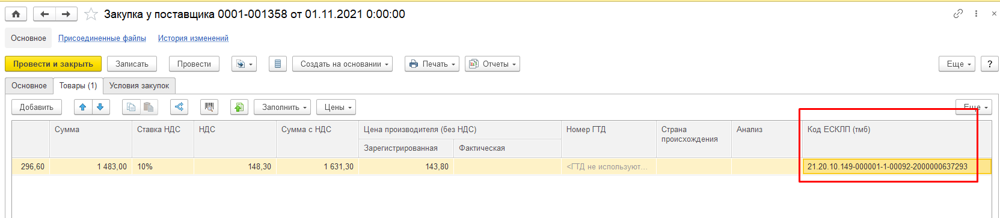 Закупка у поставщика 0001-001358 от 01.11.2021 0:00:00
Основное Присоединенные файлы История изменений
Провести и закрыть Записать Провести Создать на основании Печать Отчеты Еще ?
Основное Товары (1) Условия закупок
Добавить Заполнить Цены Еще
Сумма Ставка НДС НДС Сумма с НДС Цена производителя (без НДС) Номер ГТД Страна Анализ Код ЕСКЛП (тмб)
происхождения
Зарегистрированная Фактическая
296,60 1 483,00 10% 148,30 1 631,30 143,80 <ГТД не используют... 21.20.10.149-000001-1-00092-2000000637293